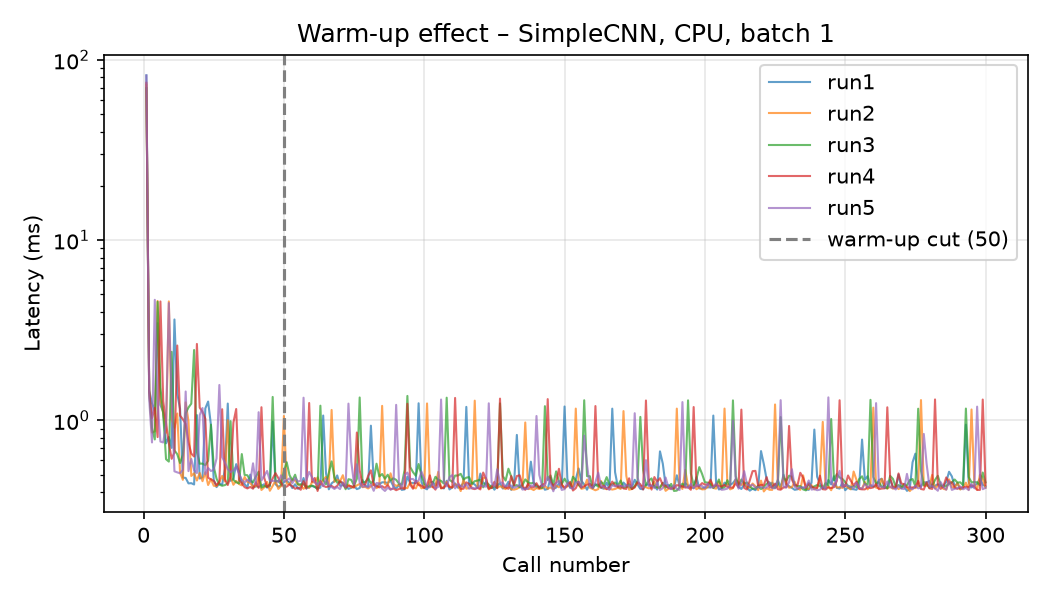 Warm-up effect – SimpleCNN, CPU, batch 1
Latency (ms)
10²
10¹
10⁰
0 50 100 150 200 250 300
Call number
run1
run2
run3
run4
run5
warm-up cut (50)